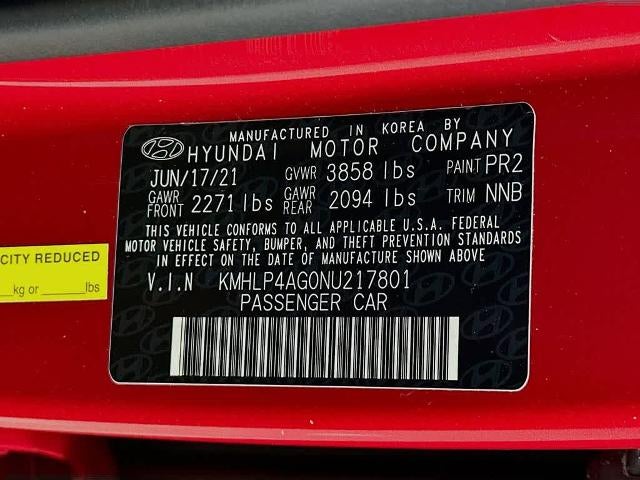 MANUFACTURED IN KOREA BY
HYUNDAI MOTOR COMPANY
JUN/17/21 GVWR 3858 lbs PAINT PR2
GAWR FRONT 2271 lbs GAWR REAR 2094 lbs TRIM NNB
THIS VEHICLE CONFORMS TO ALL APPLICABLE U.S.A. FEDERAL
MOTOR VEHICLE SAFETY, BUMPER, AND THEFT PREVENTION STANDARDS
IN EFFECT ON THE DATE OF MANUFACTURE SHOWN ABOVE
V.I.N KMHLP4AG0NU217801
PASSENGER CAR
CITY REDUCED
kg or lbs